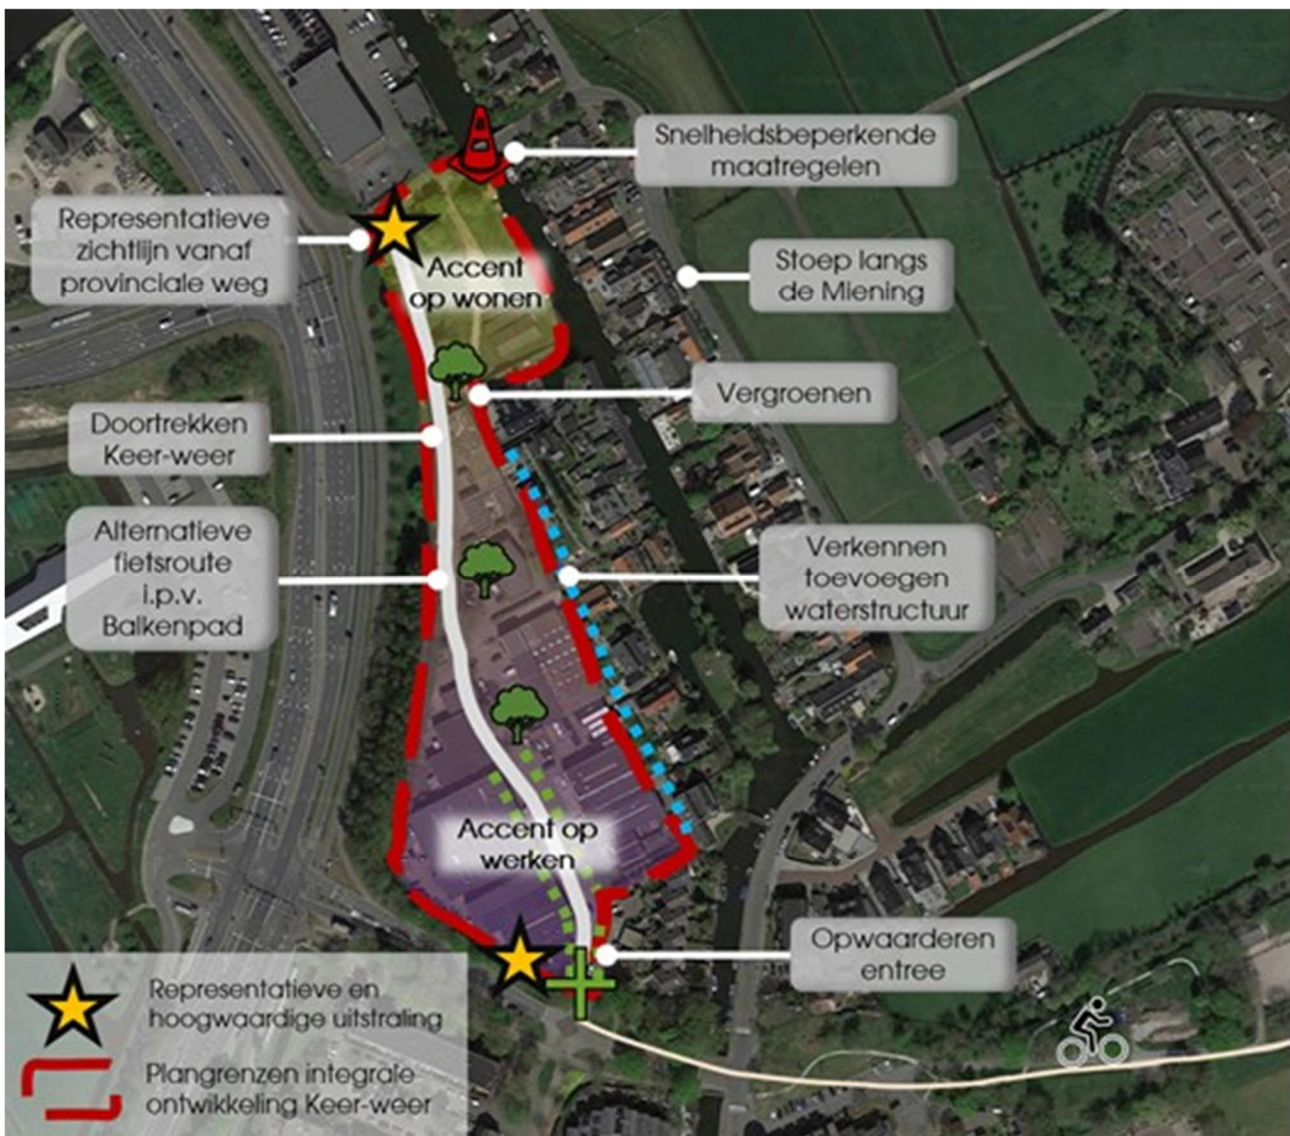 Snelheidsbeperkende
maatregelen
Representatieve
zichtlijn vanaf
provinciale weg
Accent
op wonen
Stoep langs
de Miening
Vergroenen
Doortrekken
Keer-weer
Alternatieve
fietsroute
i.p.v.
Balkenpad
Verkennen
toevoegen
waterstructuur
Accent op
werken
Opwaarderen
entree
Representatieve en
hoogwaardige uitstraling
Plangrenzen integrale
ontwikkeling Keer-weer